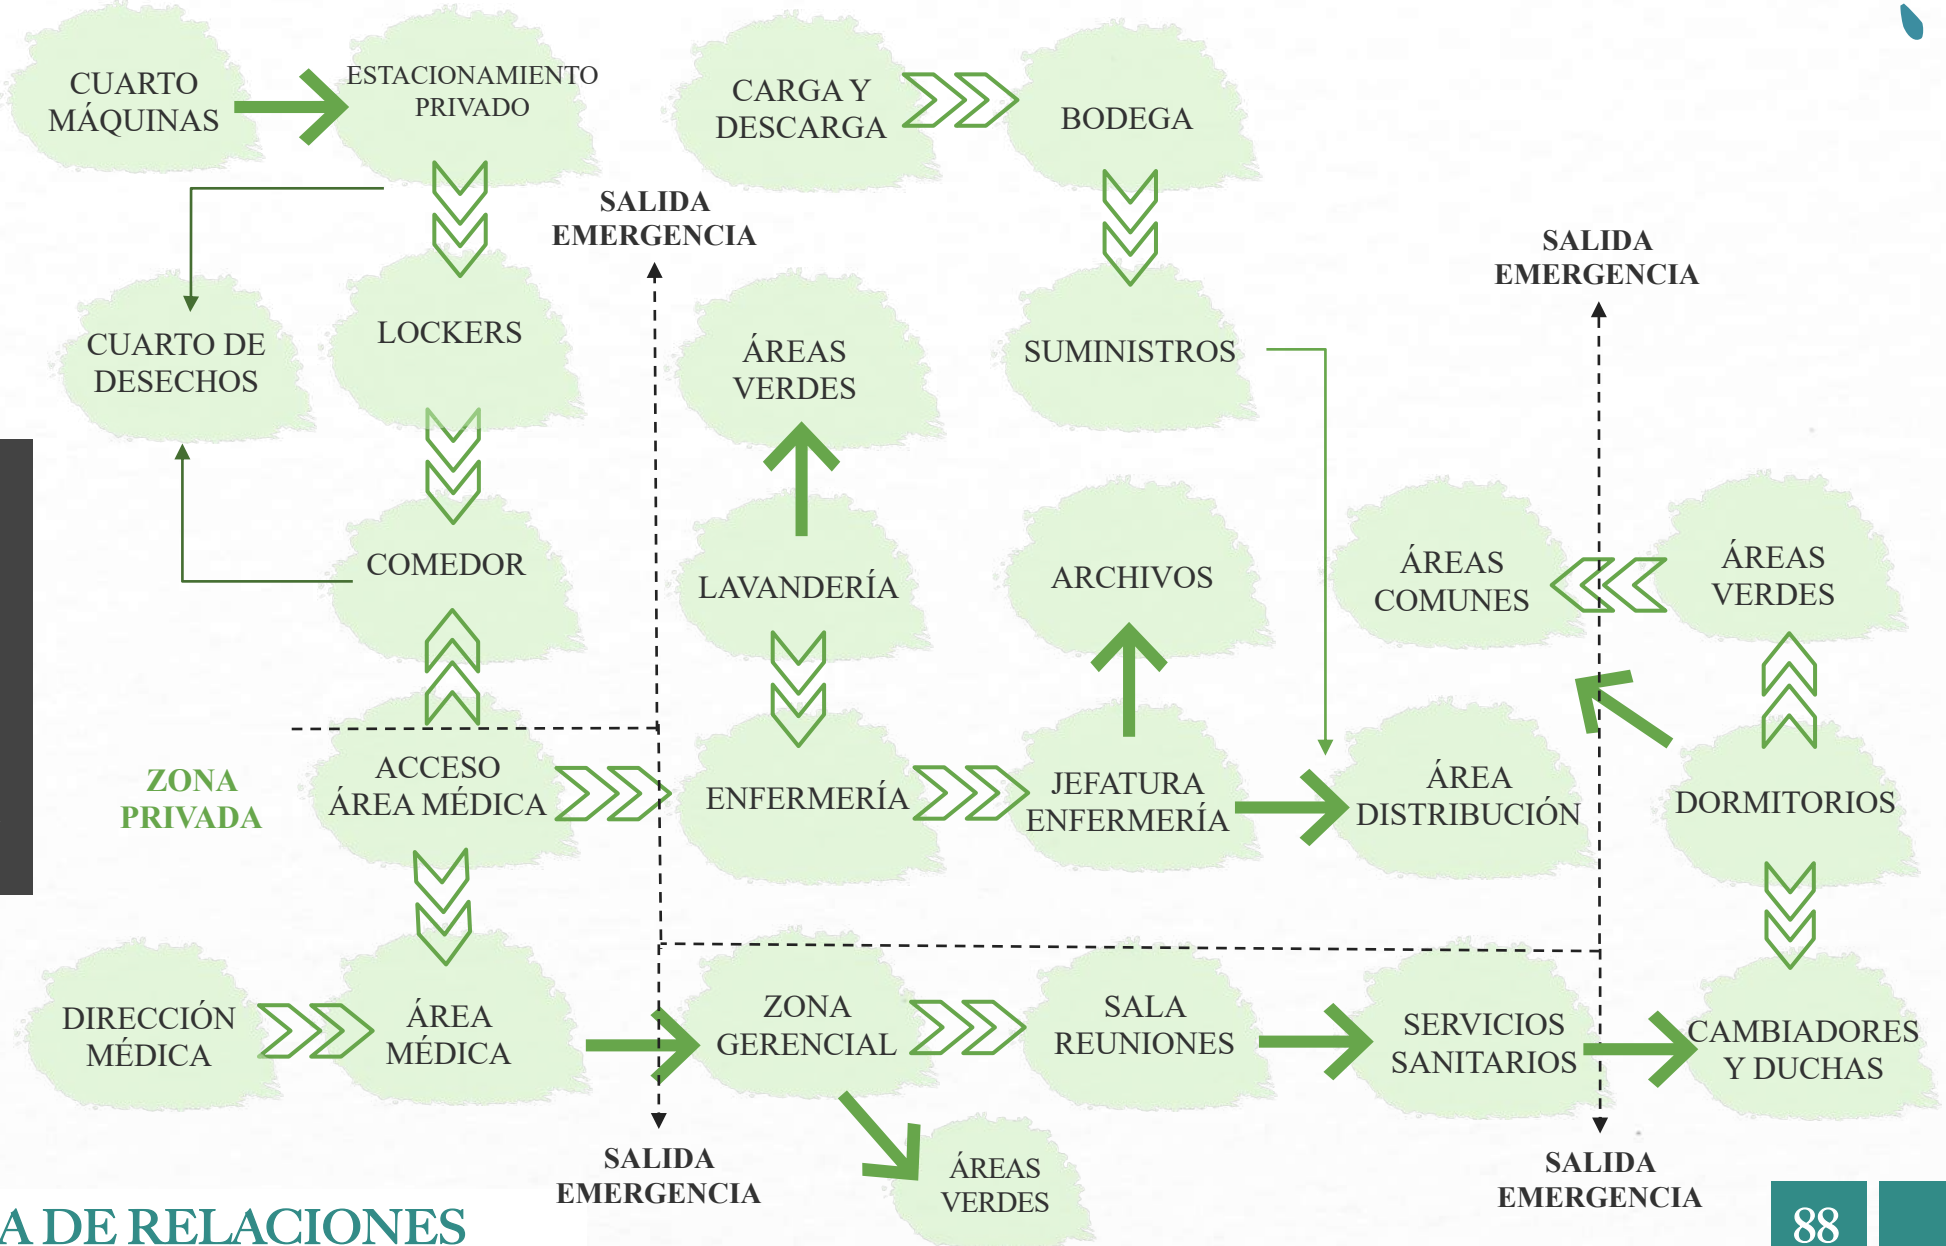 CUARTO
MÁQUINAS
ESTACIONAMIENTO
PRIVADO
CARGA Y
DESCARGA
BODEGA
SALIDA
EMERGENCIA
SALIDA
EMERGENCIA
CUARTO DE
DESECHOS
LOCKERS
ÁREAS
VERDES
SUMINISTROS
COMEDOR
LAVANDERÍA
ARCHIVOS
ÁREAS
COMUNES
ÁREAS
VERDES
ZONA
PRIVADA
ACCESO
ÁREA MÉDICA
ENFERMERÍA
JEFATURA
ENFERMERÍA
ÁREA
DISTRIBUCIÓN
DORMITORIOS
DIRECCIÓN
MÉDICA
ÁREA
MÉDICA
ZONA
GERENCIAL
SALA
REUNIONES
SERVICIOS
SANITARIOS
CAMBIADORES
Y DUCHAS
SALIDA
EMERGENCIA
ÁREAS
VERDES
SALIDA
EMERGENCIA
A DE RELACIONES
88